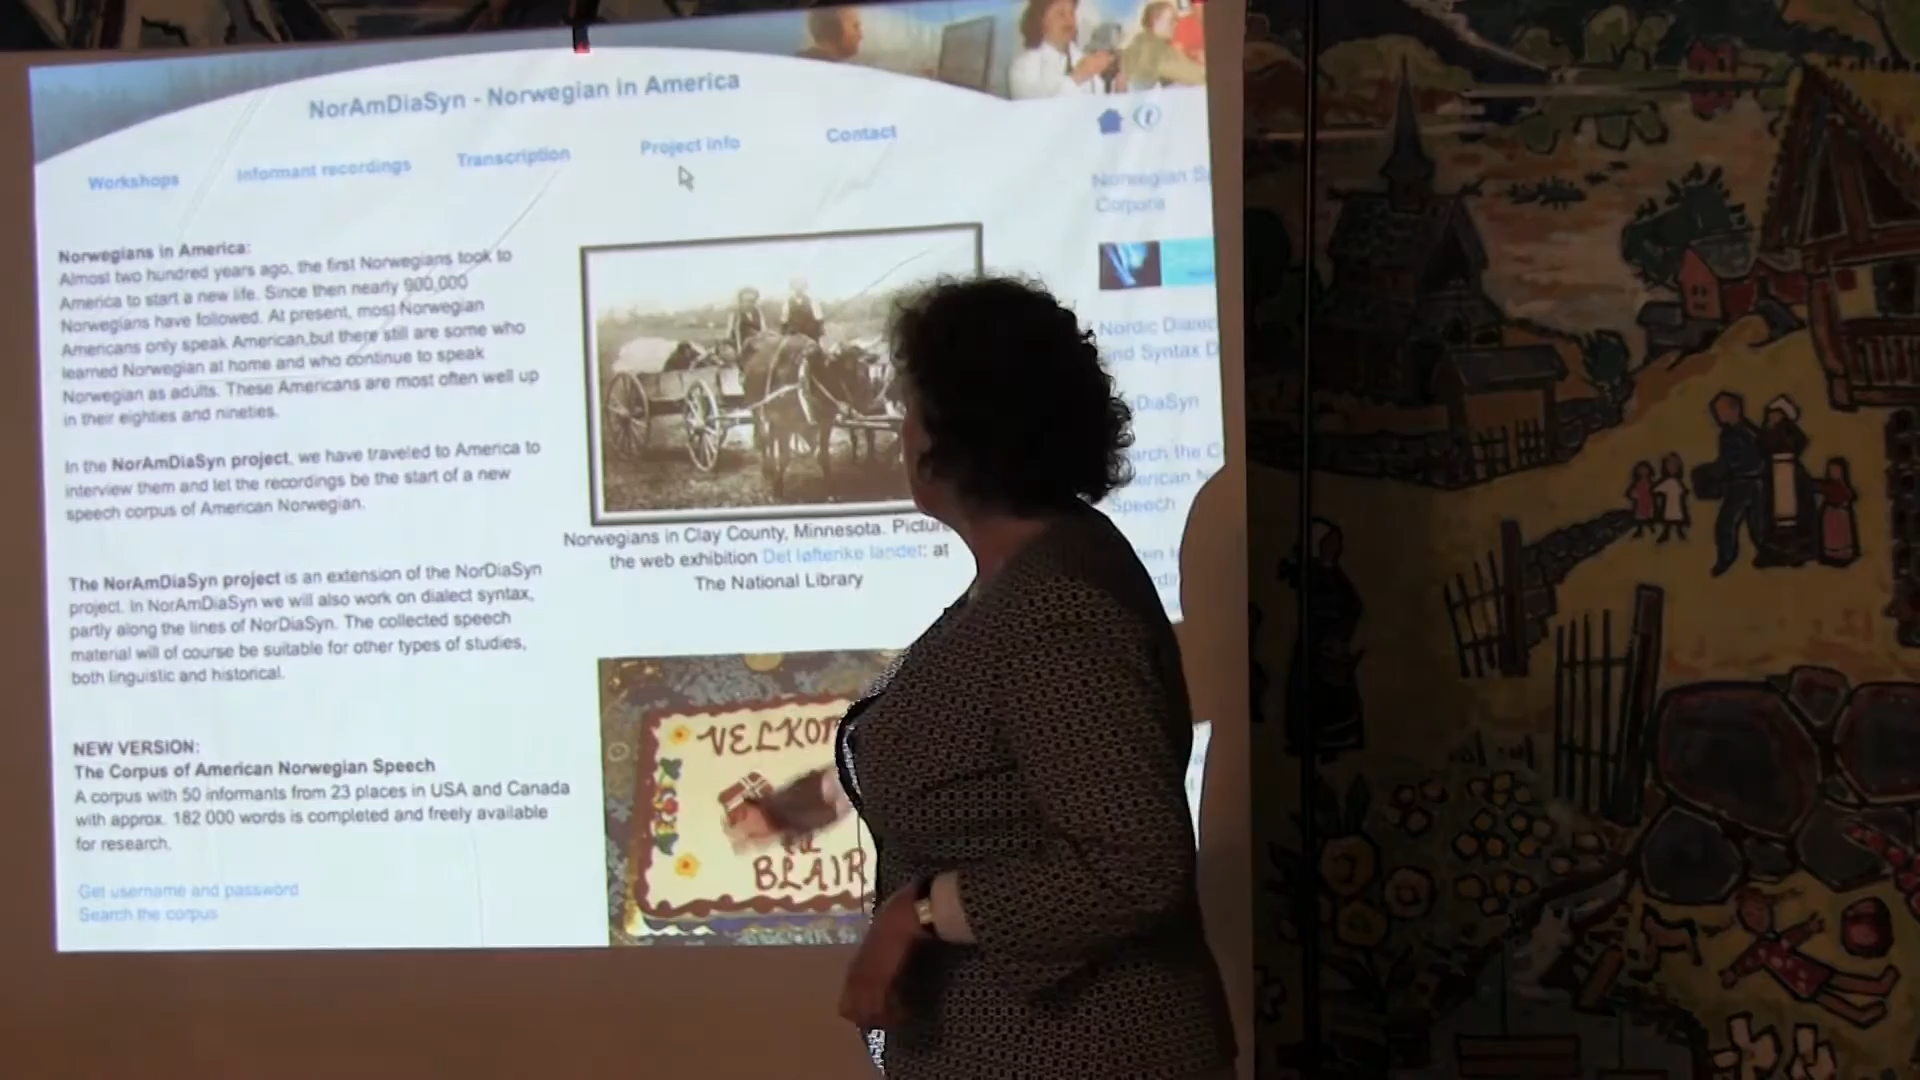 NorAmDiaSyn - Norwegian in America
Workshops
Informant recordings
Transcription
Project info
Contact
Norwegians in America:
Almost two hundred years ago, the first Norwegians took to
America to start a new life. Since then nearly 900,000
Norwegians have followed. At present, most Norwegian
Americans only speak American,but there still are some who
learned Norwegian at home and who continue to speak
Norwegian as adults. These Americans are most often well up
in their eighties and nineties.
In the NorAmDiaSyn project, we have traveled to America to
interview them and let the recordings be the start of a new
speech corpus of American Norwegian.
The NorAmDiaSyn project is an extension of the NorDiaSyn
project. In NorAmDiaSyn we will also work on dialect syntax,
partly along the lines of NorDiaSyn. The collected speech
material will of course be suitable for other types of studies,
both linguistic and historical.
NEW VERSION:
The Corpus of American Norwegian Speech
A corpus with 50 informants from 23 places in USA and Canada
with approx. 182 000 words is completed and freely available
for research.
Get username and password
Search the corpus
Norwegians in Clay County, Minnesota.
the web exhibition Det løfterike landet: at
The National Library
BLAIR
Norwegian
Corpora
Nordic
Syntax
DiaSyn
the
Speech